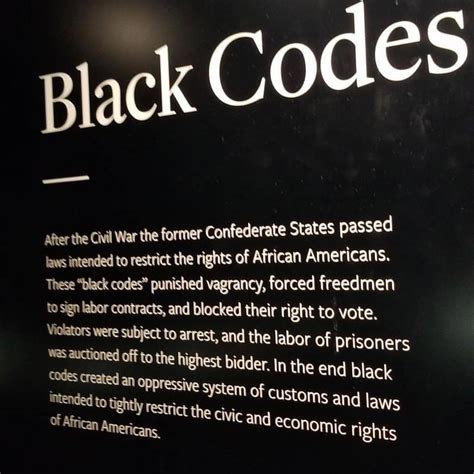 Black Codes
After the Civil War the former Confederate States passed
laws intended to restrict the rights of African Americans.
These “black codes” punished vagrancy, forced freedmen
to sign labor contracts, and blocked their right to vote.
Violators were subject to arrest, and the labor of prisoners
was auctioned off to the highest bidder. In the end black
codes created an oppressive system of customs and laws
intended to tightly restrict the civic and economic rights
of African Americans.